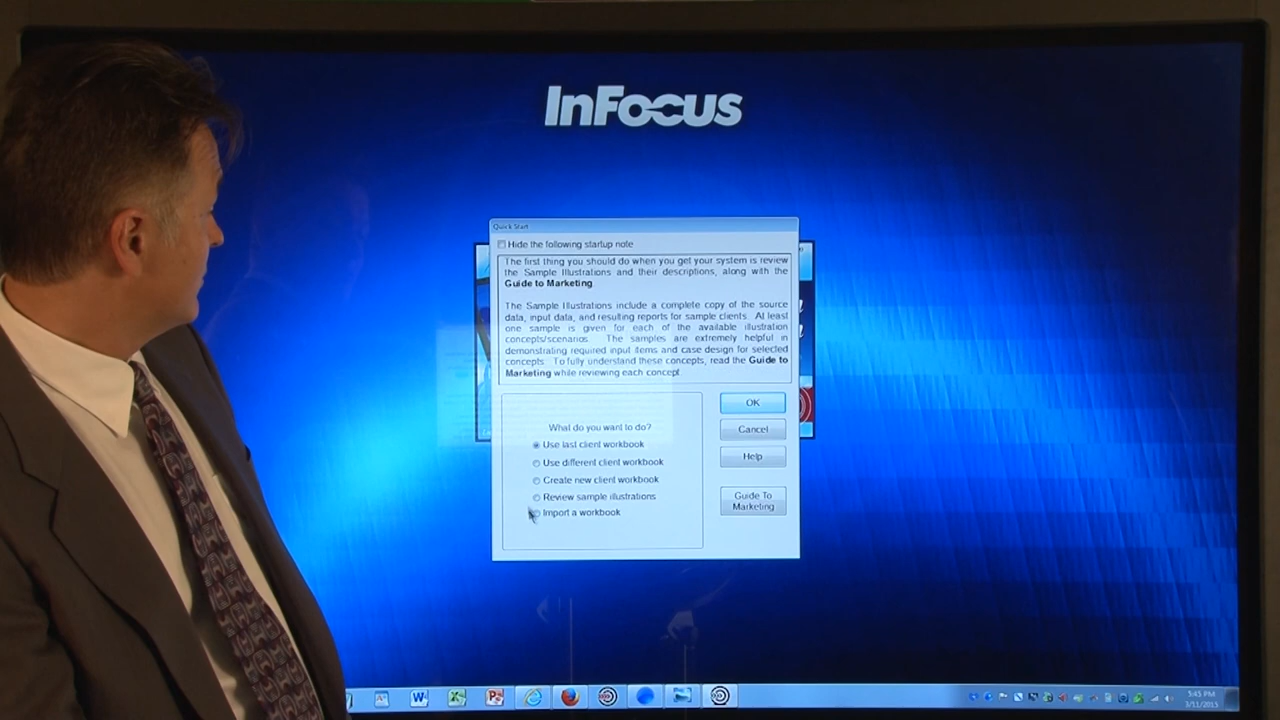 InFocus
Quick Start
Hide the following startup note
The first thing you should do when you get your system is review
the Sample Illustrations and their descriptions, along with the
Guide to Marketing.
The Sample Illustrations include a complete copy of the source
data, input data, and resulting reports for sample clients. At least
one sample is given for each of the available illustration
concepts/scenarios. The samples are extremely helpful in
demonstrating required input items and case design for selected
concepts. To fully understand these concepts, read the Guide to
Marketing while reviewing each concept.
What do you want to do?
Use last client workbook
Use different client workbook
Create new client workbook
Review sample illustrations
Import a workbook
OK
Cancel
Help
Guide To
Marketing
5:45 PM
3/11/2015